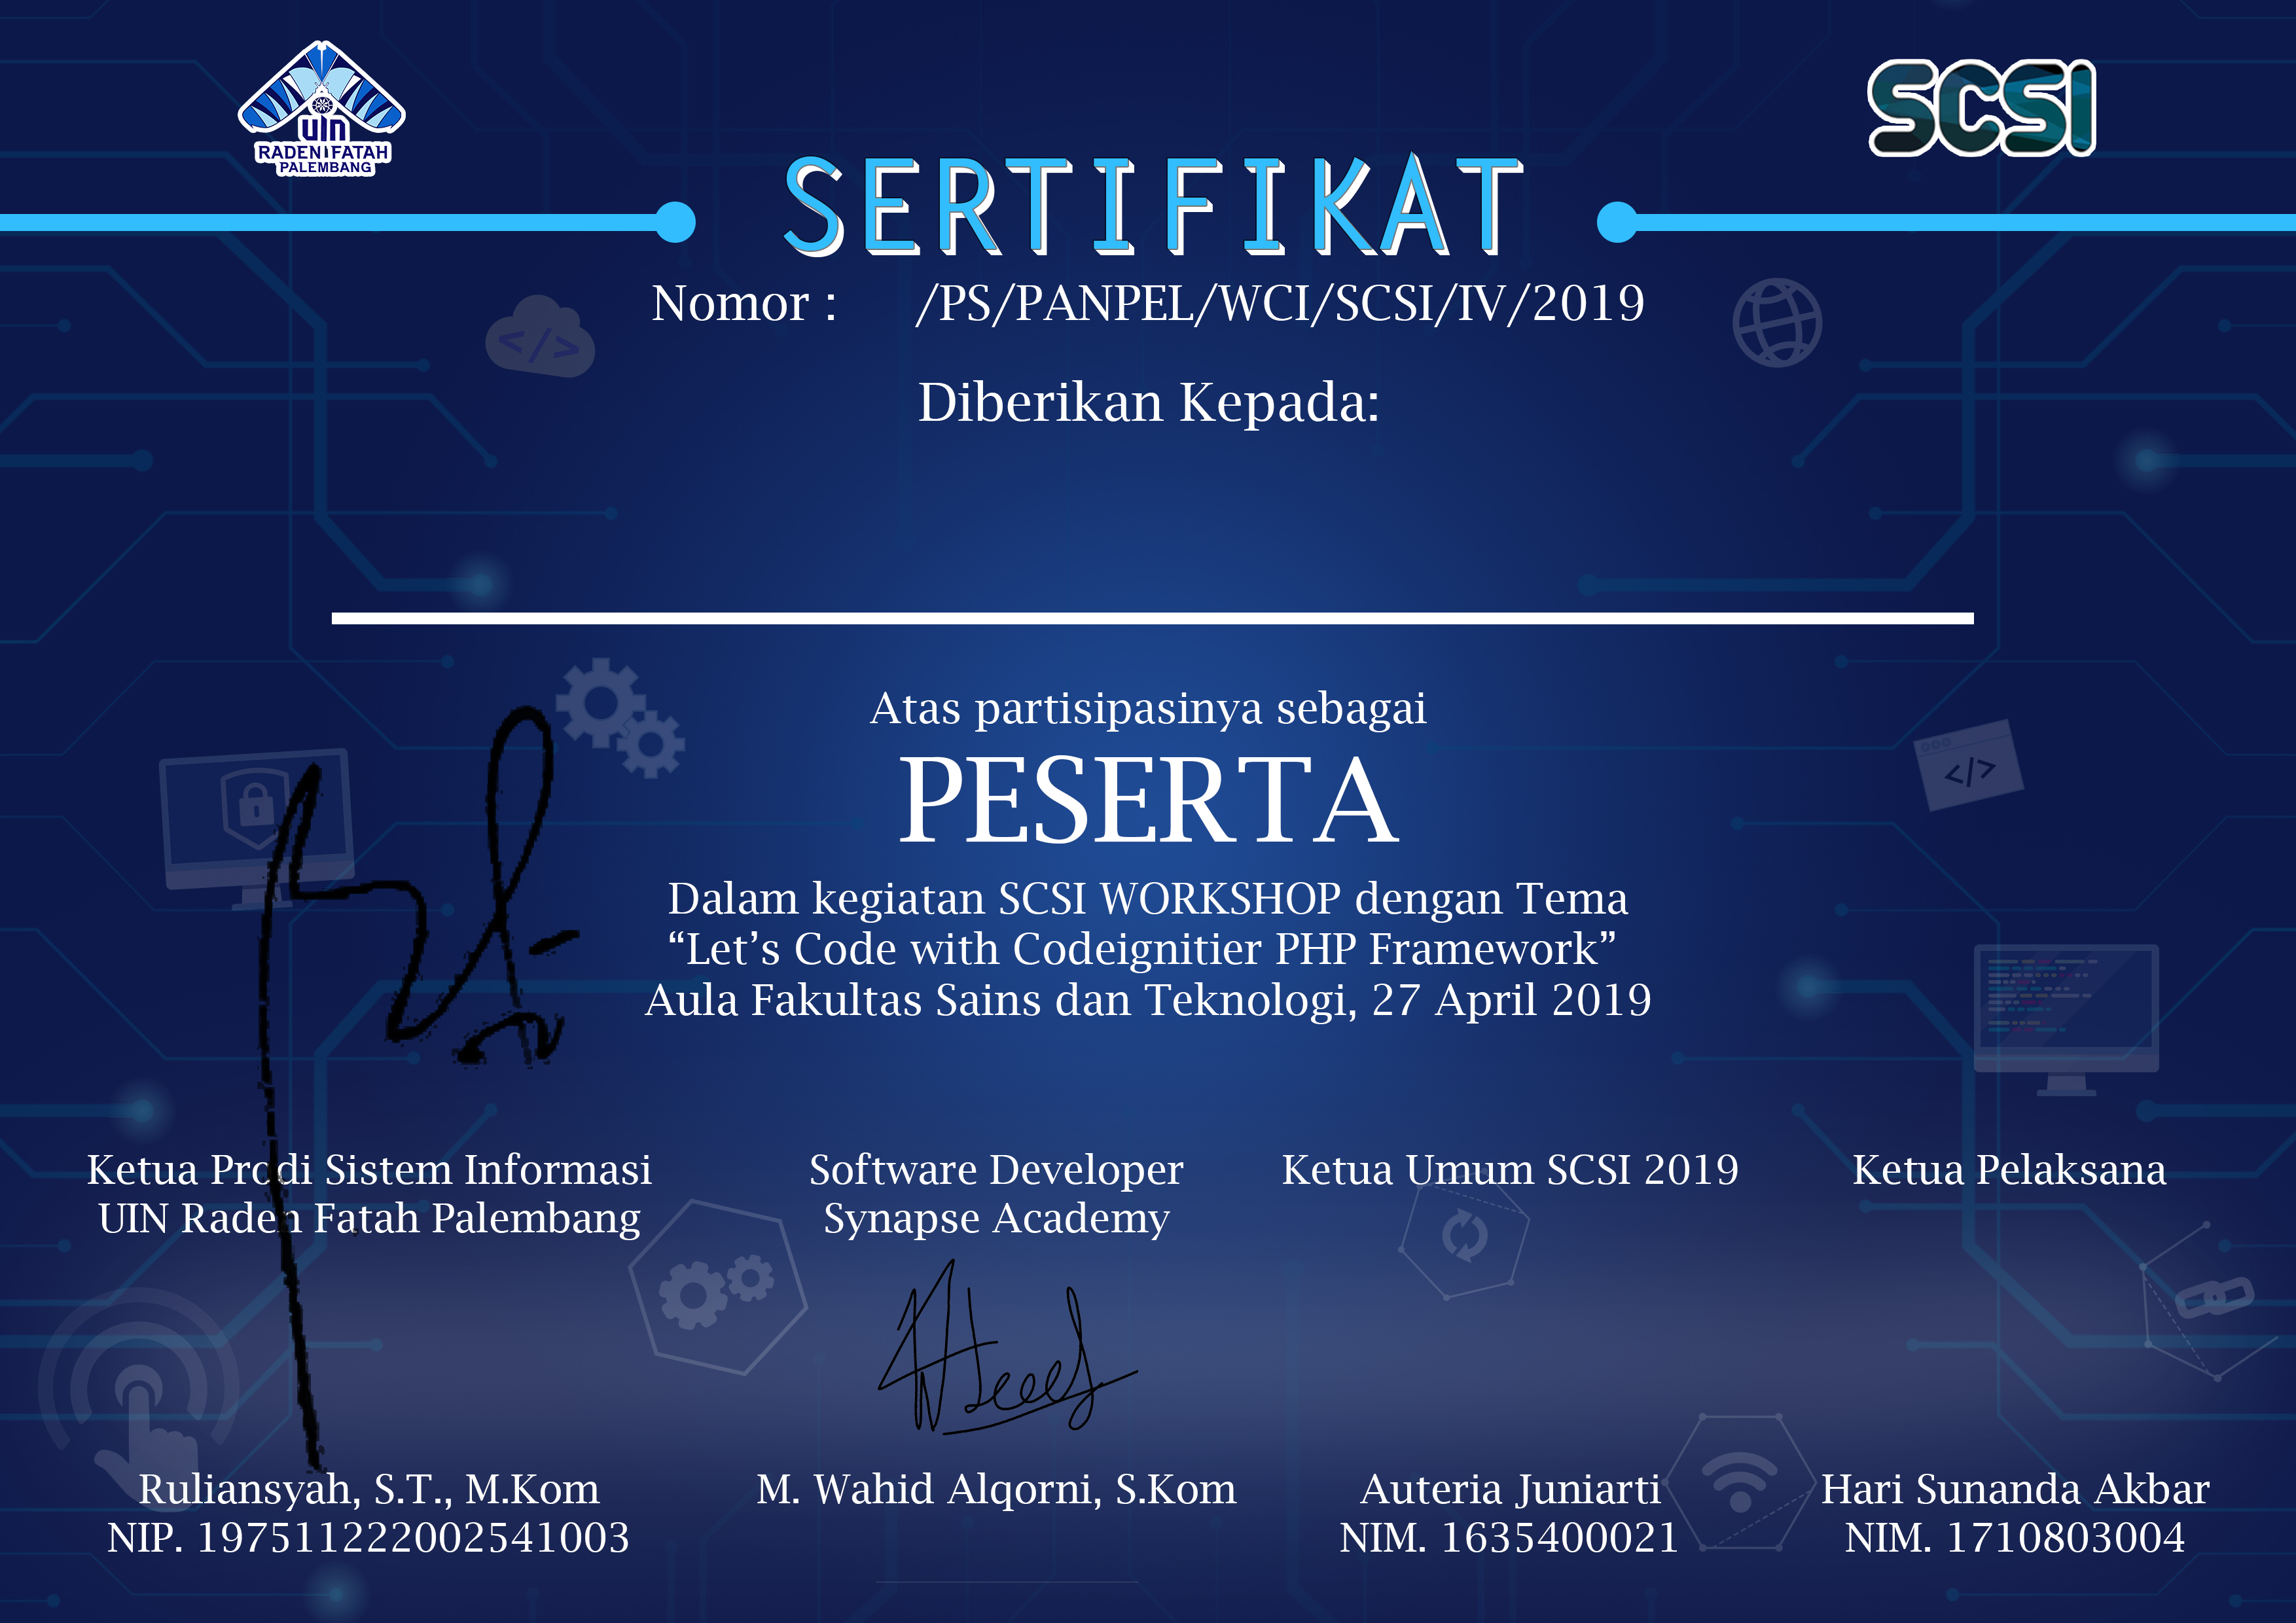 UIN
RADEN FATAH
PALEMBANG
SCSI
SERTIFIKAT
Nomor : /PS/PANPEL/WCI/SCSI/IV/2019
Diberikan Kepada:
Atas partisipasinya sebagai
PESERTA
Dalam kegiatan SCSI WORKSHOP dengan Tema
“Let’s Code with Codeignitier PHP Framework”
Aula Fakultas Sains dan Teknologi, 27 April 2019
Ketua Prodi Sistem Informasi
UIN Raden Fatah Palembang
Software Developer
Synapse Academy
Ketua Umum SCSI 2019
Ketua Pelaksana
Ruliansyah, S.T., M.Kom
NIP. 197511222002541003
M. Wahid Alqorni, S.Kom
Auteria Juniarti
NIM. 1635400021
Hari Sunanda Akbar
NIM. 1710803004